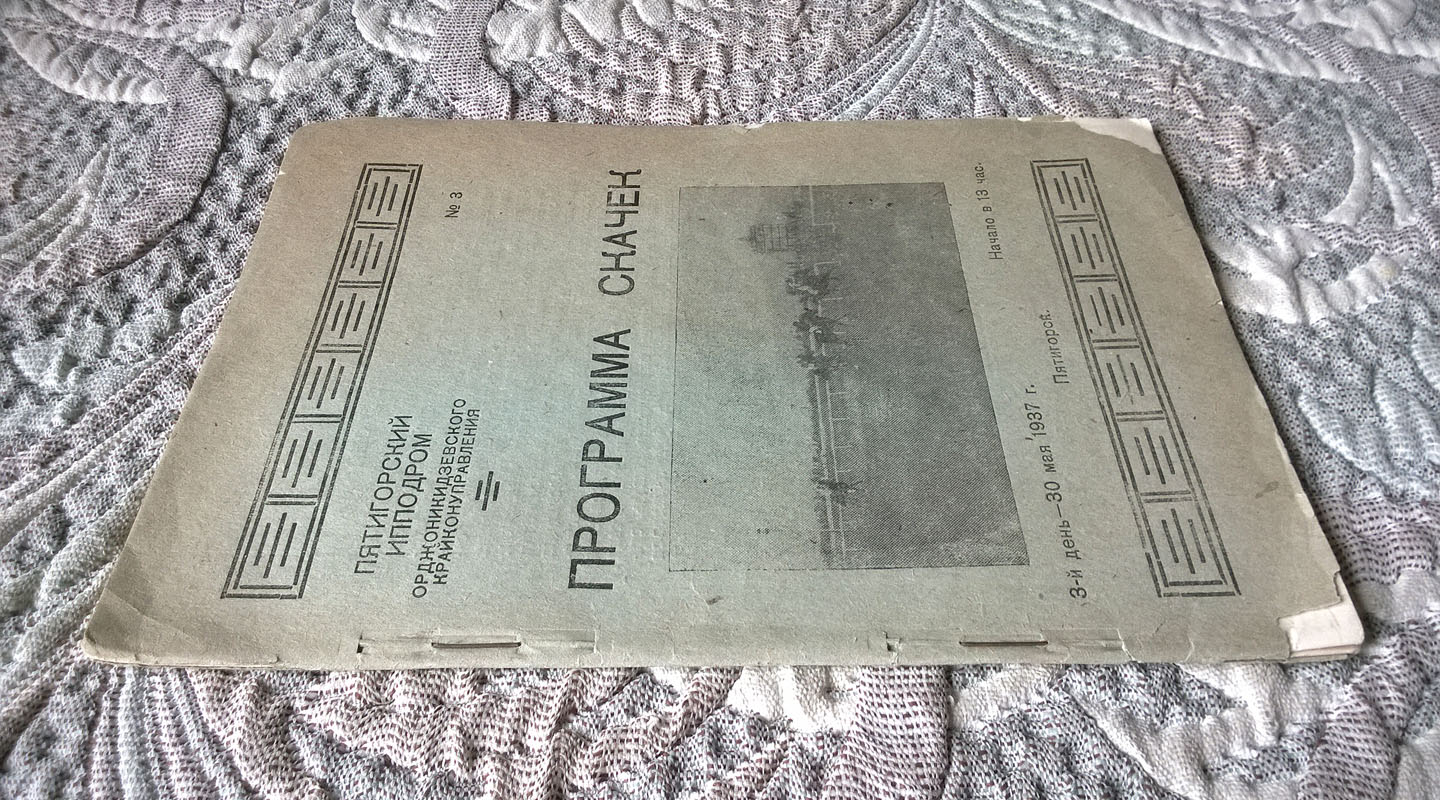 ПЯТИГОРСКИЙ
ИППОДРОМ
ОРДЖОНИКИДЗЕВСКОГО
КРАЙКОНУПРАВЛЕНИЯ
№ 3
ПРОГРАММА СКАЧЕК
3-й день—30 мая 1937 г.
Начало в 13 час.
Пятигорск.